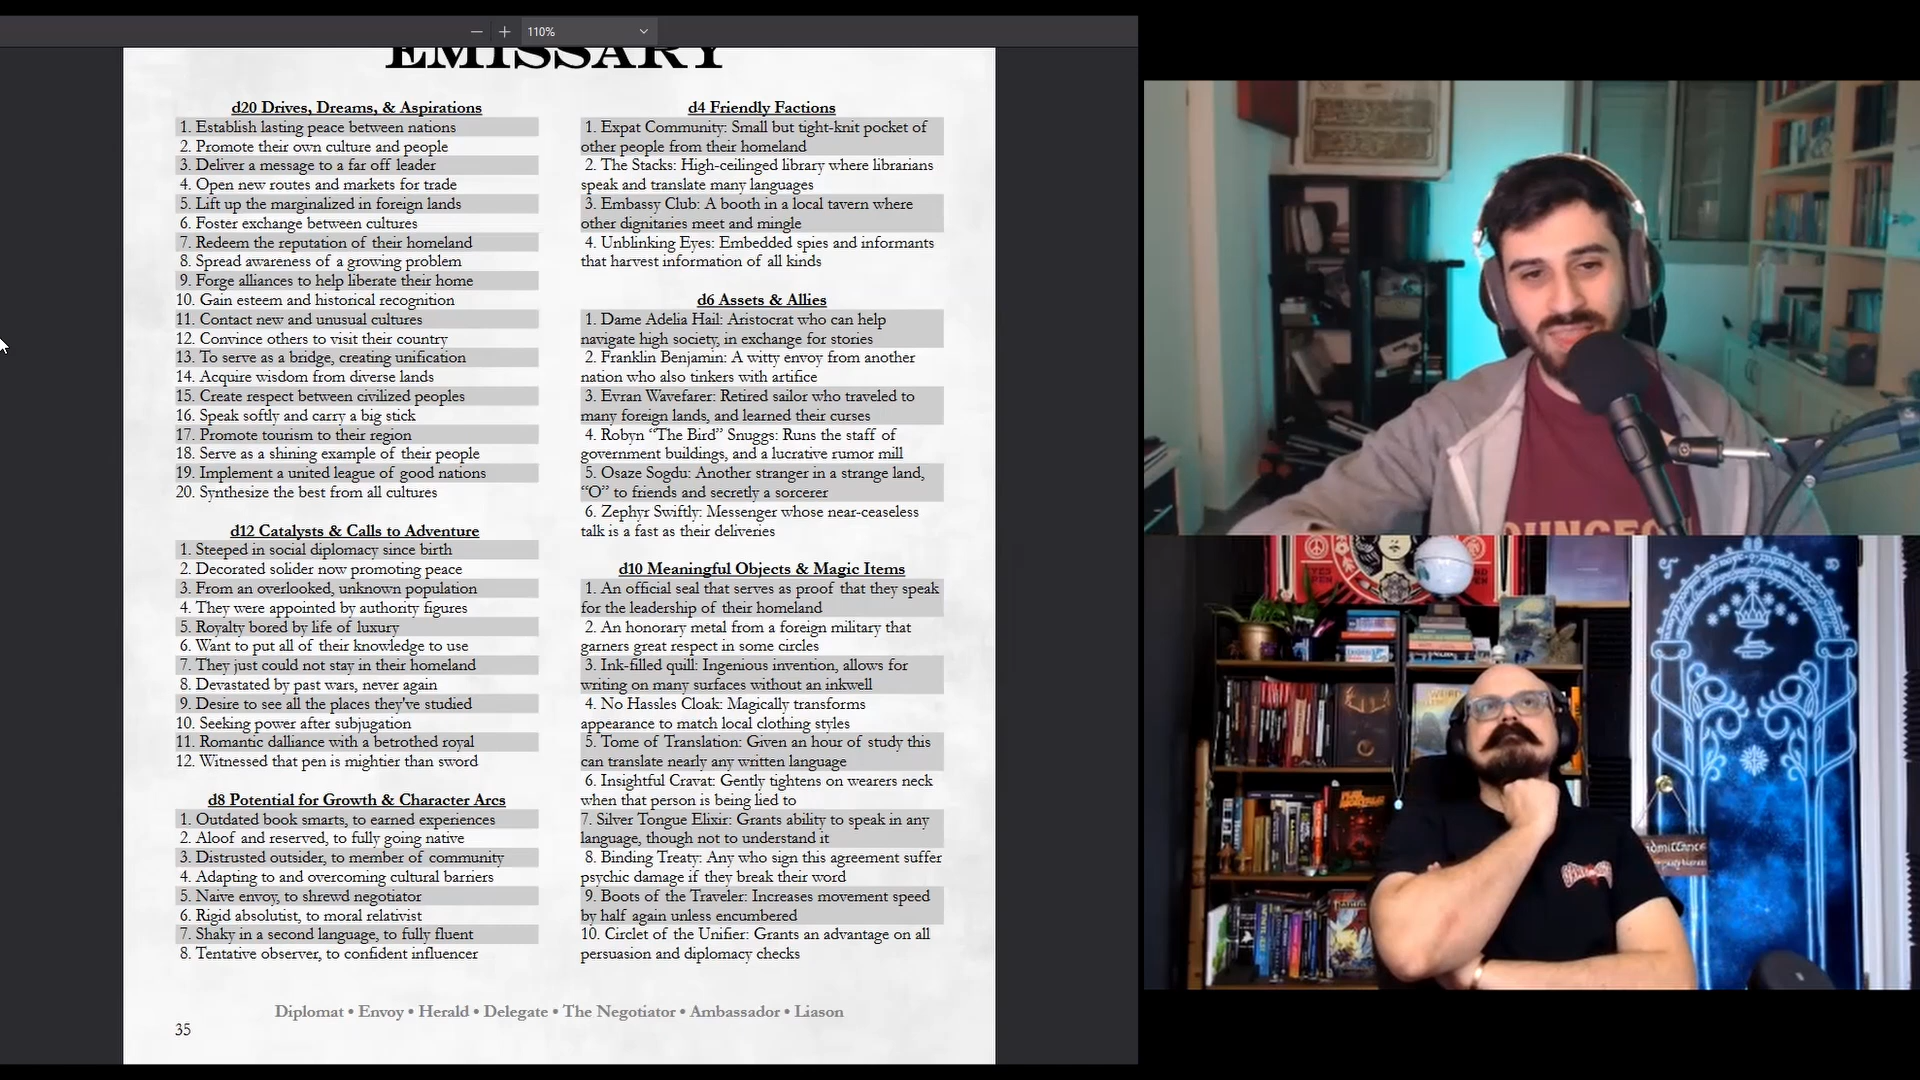 110%
EMISSARY
d20 Drives, Dreams, & Aspirations
1. Establish lasting peace between nations
2. Promote their own culture and people
3. Deliver a message to a far off leader
4. Open new routes and markets for trade
5. Lift up the marginalized in foreign lands
6. Foster exchange between cultures
7. Redeem the reputation of their homeland
8. Spread awareness of a growing problem
9. Forge alliances to help liberate their home
10. Gain esteem and historical recognition
11. Contact new and unusual cultures
12. Convince others to visit their country
13. To serve as a bridge, creating unification
14. Acquire wisdom from diverse lands
15. Create respect between civilized peoples
16. Speak softly and carry a big stick
17. Promote tourism to their region
18. Serve as a shining example of their people
19. Implement a united league of good nations
20. Synthesize the best from all cultures
d12 Catalysts & Calls to Adventure
1. Steeped in social diplomacy since birth
2. Decorated solider now promoting peace
3. From an overlooked, unknown population
4. They were appointed by authority figures
5. Royalty bored by life of luxury
6. Want to put all of their knowledge to use
7. They just could not stay in their homeland
8. Devastated by past wars, never again
9. Desire to see all the places they've studied
10. Seeking power after subjugation
11. Romantic dalliance with a betrothed royal
12. Witnessed that pen is mightier than sword
d8 Potential for Growth & Character Arcs
1. Outdated book smarts, to earned experiences
2. Aloof and reserved, to fully going native
3. Distrusted outsider, to member of community
4. Adapting to and overcoming cultural barriers
5. Naive envoy, to shrewd negotiator
6. Rigid absolutist, to moral relativist
7. Shaky in a second language, to fully fluent
8. Tentative observer, to confident influencer
d4 Friendly Factions
1. Expat Community: Small but tight-knit pocket of
other people from their homeland
2. The Stacks: High-ceilinged library where librarians
speak and translate many languages
3. Embassy Club: A booth in a local tavern where
other dignitaries meet and mingle
4. Unblinking Eyes: Embedded spies and informants
that harvest information of all kinds
d6 Assets & Allies
1. Dame Adelia Hail: Aristocrat who can help
navigate high society, in exchange for stories
2. Franklin Benjamin: A witty envoy from another
nation who also tinkers with artifice
3. Evran Wavefarer: Retired sailor who traveled to
many foreign lands, and learned their curses
4. Robyn “The Bird” Snuggs: Runs the staff of
government buildings, and a lucrative rumor mill
5. Osaze Sogdu: Another stranger in a strange land,
“O” to friends and secretly a sorcerer
6. Zephyr Swiftly: Messenger whose near-ceaseless
talk is a fast as their deliveries
d10 Meaningful Objects & Magic Items
1. An official seal that serves as proof that they speak
for the leadership of their homeland
2. An honorary metal from a foreign military that
garners great respect in some circles
3. Ink-filled quill: Ingenious invention, allows for
writing on many surfaces without an inkwell
4. No Hassles Cloak: Magically transforms
appearance to match local clothing styles
5. Tome of Translation: Given an hour of study this
can translate nearly any written language
6. Insightful Cravat: Gently tightens on wearers neck
when that person is being lied to
7. Silver Tongue Elixir: Grants ability to speak in any
language, though not to understand it
8. Binding Treaty: Any who sign this agreement suffer
psychic damage if they break their word
9. Boots of the Traveler: Increases movement speed
by half again unless encumbered
10. Circlet of the Unifier: Grants an advantage on all
persuasion and diplomacy checks
Diplomat • Envoy • Herald • Delegate • The Negotiator • Ambassador • Liason
35